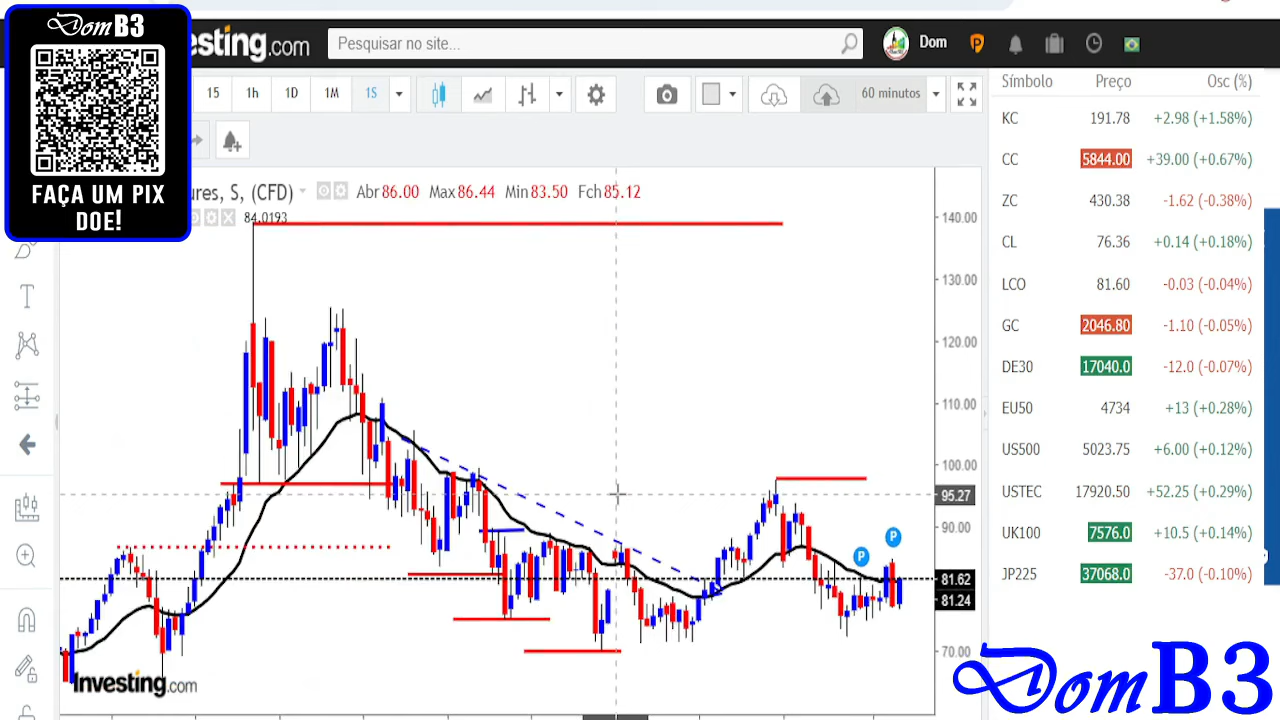 DomB3
FAÇA UM PIX
DOE!
esting.com
Pesquisar no site...
Dom
15 1h 1D 1M 1S
60 minutos
ures, S, (CFD) Abr 86.00 Max 86.44 Min 83.50 Fch 85.12
84.0193
140.00
130.00
120.00
110.00
100.00
95.27
90.00
81.62
81.24
70.00
P
P
Investing.com
Símbolo Preço Osc (%)
KC 191.78 +2.98 (+1.58%)
CC 5844.00 +39.00 (+0.67%)
ZC 430.38 -1.62 (-0.38%)
CL 76.36 +0.14 (+0.18%)
LCO 81.60 -0.03 (-0.04%)
GC 2046.80 -1.10 (-0.05%)
DE30 17040.0 -12.0 (-0.07%)
EU50 4734 +13 (+0.28%)
US500 5023.75 +6.00 (+0.12%)
USTEC 17920.50 +52.25 (+0.29%)
UK100 7576.0 +10.5 (+0.14%)
JP225 37068.0 -37.0 (-0.10%)
DomB3